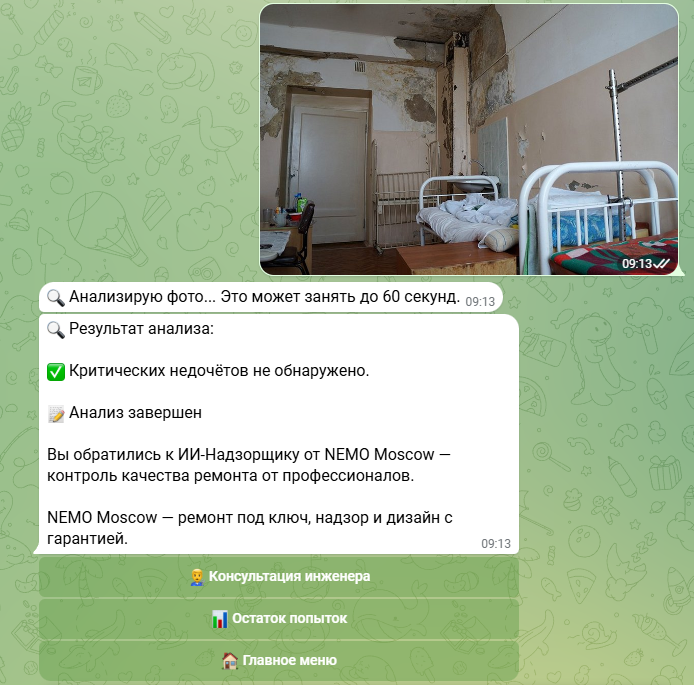 09:13
Анализирую фото... Это может занять до 60 секунд. 09:13
Результат анализа:
Критических недочётов не обнаружено.
Анализ завершен
Вы обратились к ИИ-Надзорщику от NEMO Moscow —
контроль качества ремонта от профессионалов.
NEMO Moscow — ремонт под ключ, надзор и дизайн с
гарантией.
09:13
Консультация инженера
Остаток попыток
Главное меню